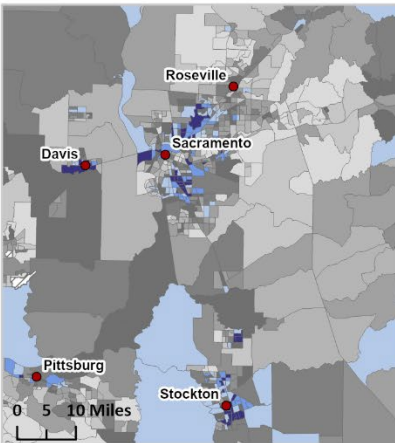 Roseville
Sacramento
Davis
Pittsburg
Stockton
0 5 10 Miles